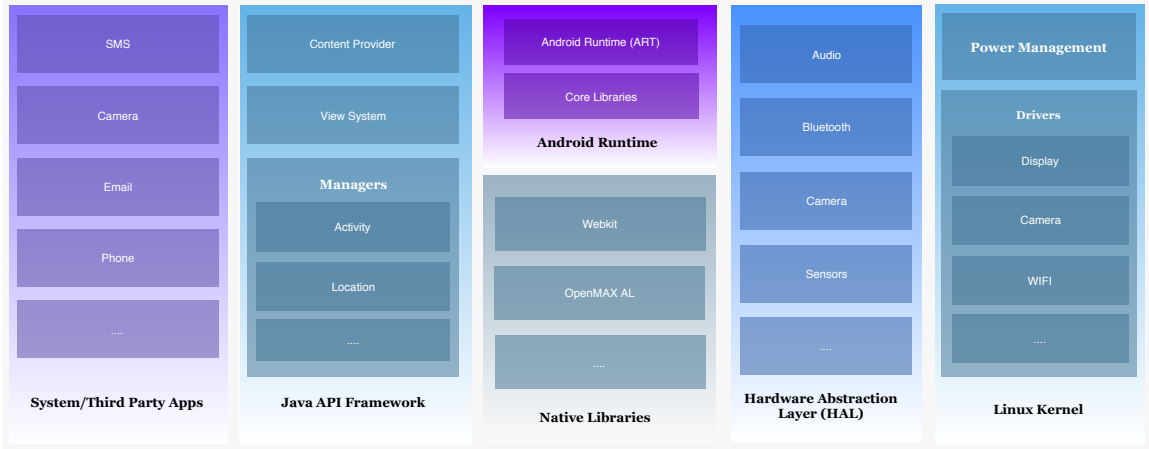 SMS
Camera
Email
Phone
....
System/Third Party Apps
Content Provider
View System
Managers
Activity
Location
....
Java API Framework
Android Runtime (ART)
Core Libraries
Android Runtime
Webkit
OpenMAX AL
....
Native Libraries
Audio
Bluetooth
Camera
Sensors
....
Hardware Abstraction
Layer (HAL)
Power Management
Drivers
Display
Camera
WIFI
....
Linux Kernel